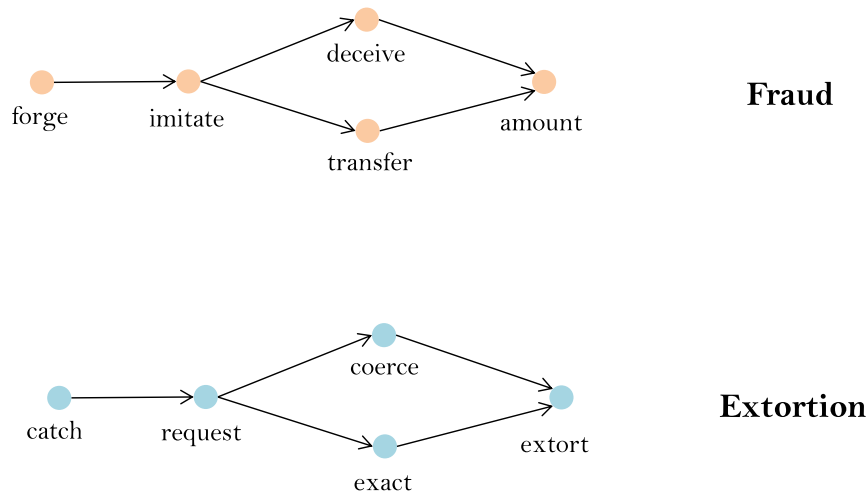 deceive
Fraud
forge
imitate
amount
transfer
coerce
Extortion
catch
request
extort
exact